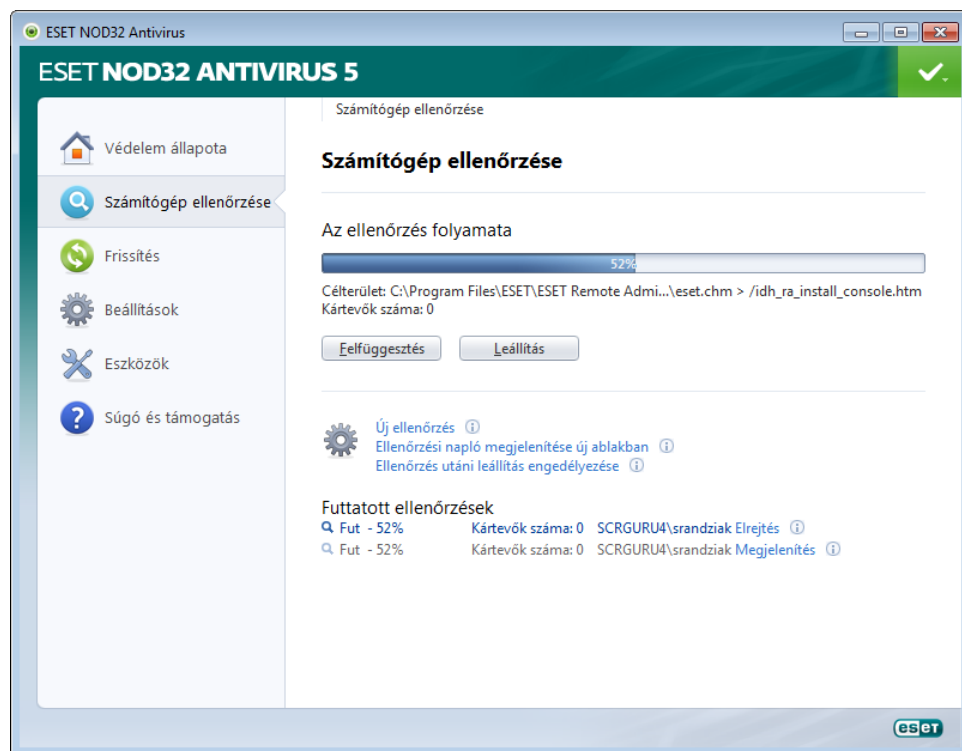 ESET NOD32 Antivirus
ESET NOD32 ANTIVIRUS 5
Számítógép ellenőrzése
Védelem állapota
Számítógép ellenőrzése
Frissítés
Beállítások
Eszközök
Súgó és támogatás
Számítógép ellenőrzése
Az ellenőrzés folyamata
52%
Célterület: C:\Program Files\ESET\ESET Remote Admi...\eset.chm > /idh_ra_install_console.htm
Kártevők száma: 0
Felfüggesztés Leállítás
Új ellenőrzés
Ellenőrzési napló megjelenítése új ablakban
Ellenőrzés utáni leállítás engedélyezése
Futtatott ellenőrzések
Fut - 52% Kártevők száma: 0 SCRGURU4\srandziak Elrejtés
Fut - 52% Kártevők száma: 0 SCRGURU4\srandziak Megjelenítés
eseT